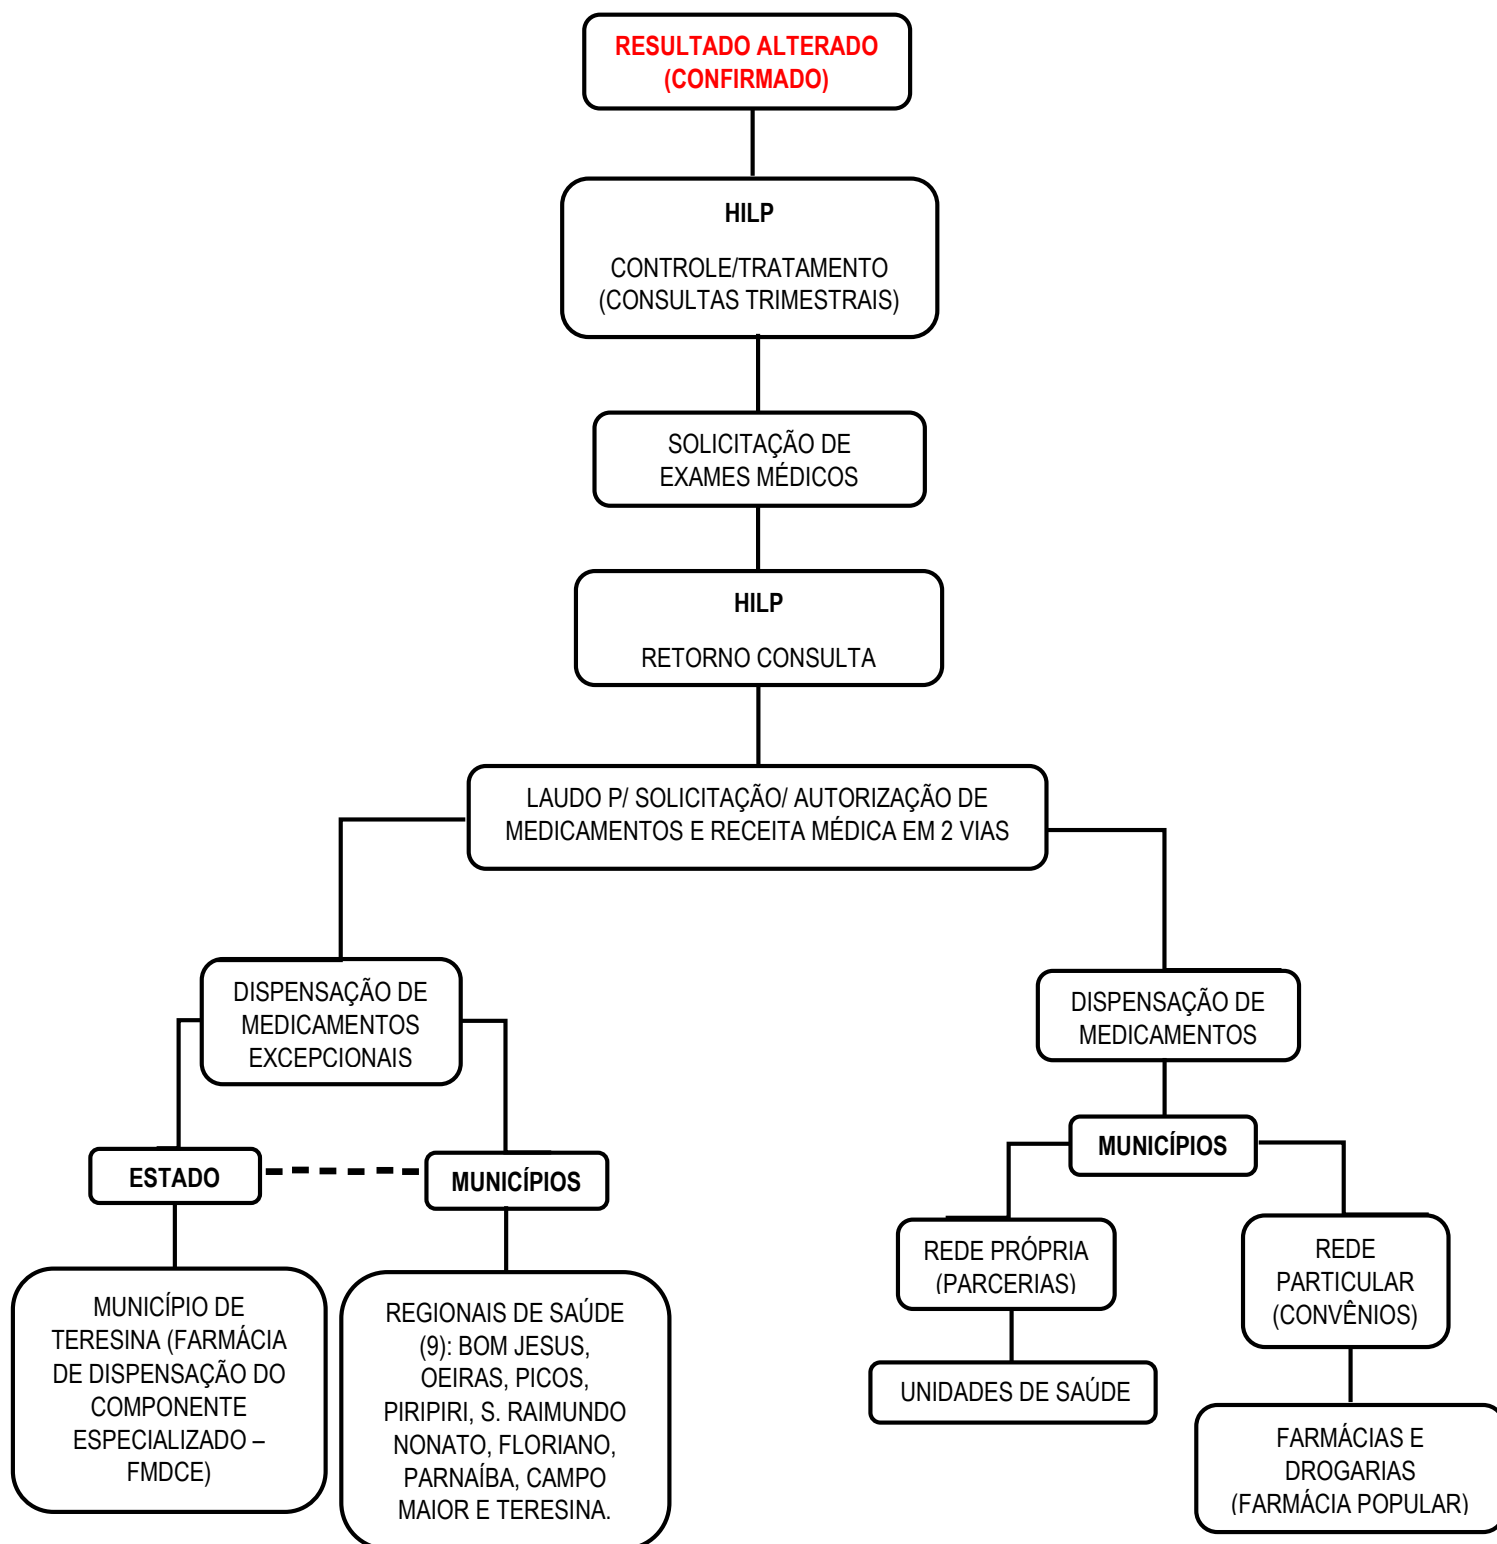 RESULTADO ALTERADO
(CONFIRMADO)
HILP
CONTROLE/TRATAMENTO
(CONSULTAS TRIMESTRAIS)
SOLICITAÇÃO DE
EXAMES MÉDICOS
HILP
RETORNO CONSULTA
LAUDO P/ SOLICITAÇÃO/ AUTORIZAÇÃO DE
MEDICAMENTOS E RECEITA MÉDICA EM 2 VIAS
DISPENSAÇÃO DE
MEDICAMENTOS
EXCEPCIONAIS
DISPENSAÇÃO DE
MEDICAMENTOS
ESTADO
MUNICÍPIOS
MUNICÍPIOS
MUNICÍPIO DE
TERESINA (FARMÁCIA
DE DISPENSAÇÃO DO
COMPONENTE
ESPECIALIZADO –
FMDCE)
REGIONAIS DE SAÚDE
(9): BOM JESUS,
OEIRAS, PICOS,
PIRIPIRI, S. RAIMUNDO
NONATO, FLORIANO,
PARNAÍBA, CAMPO
MAIOR E TERESINA.
REDE PRÓPRIA
(PARCERIAS)
UNIDADES DE SAÚDE
REDE
PARTICULAR
(CONVÊNIOS)
FARMÁCIAS E
DROGARIAS
(FARMÁCIA POPULAR)